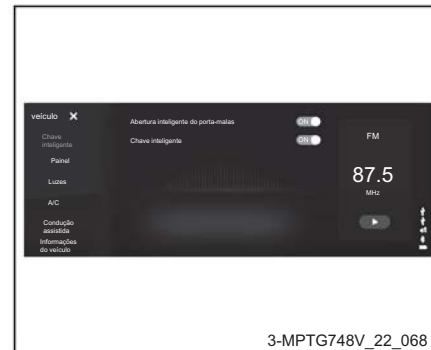 veículo
Chave
inteligente
Painel
Luzes
A/C
Condução
assistida
Informações
do veículo
Abertura inteligente do porta-malas ON
Chave inteligente ON
FM
87.5
MHz
3-MPTG748V_22_068